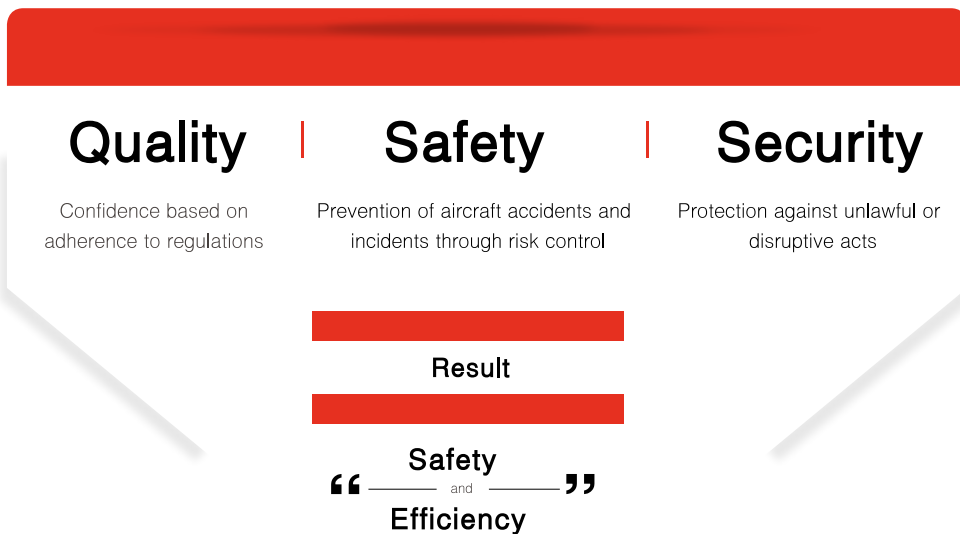 Quality
Safety
Security
Confidence based on
adherence to regulations
Prevention of aircraft accidents and
incidents through risk control
Protection against unlawful or
disruptive acts
Result
“ Safety
and
Efficiency ”